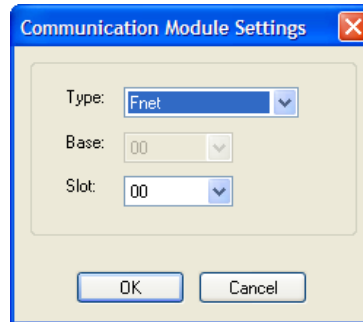 Communication Module Settings
Type: Fnet
Base: 00
Slot: 00
OK Cancel